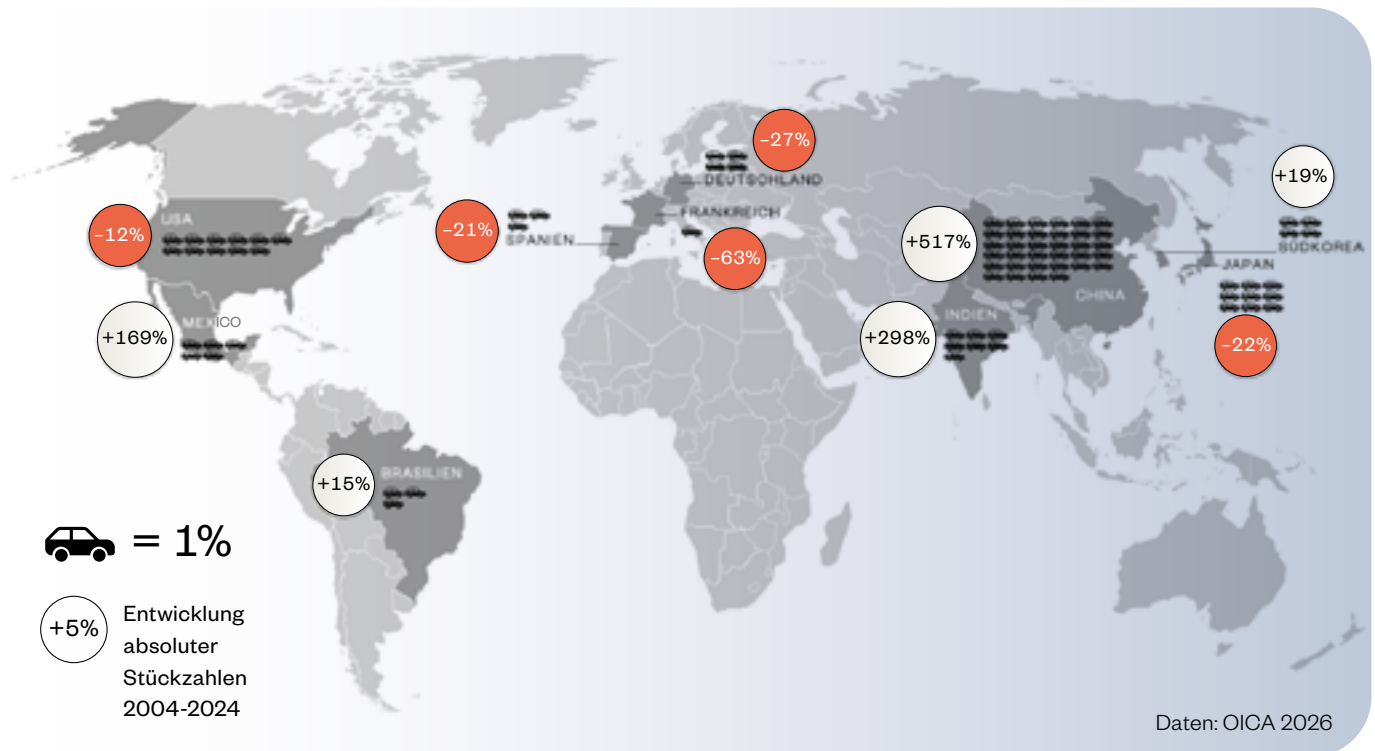 -27%
DEUTSCHLAND
+19%
USA
-12%
-21%
SPANIEN
FRANKREICH
-63%
+517%
SÜDKOREA
JAPAN
CHINA
MEXICO
+169%
INDIEN
+298%
-22%
BRASILIEN
+15%
= 1%
+5%
Entwicklung
absoluter
Stückzahlen
2004-2024
Daten: OICA 2026